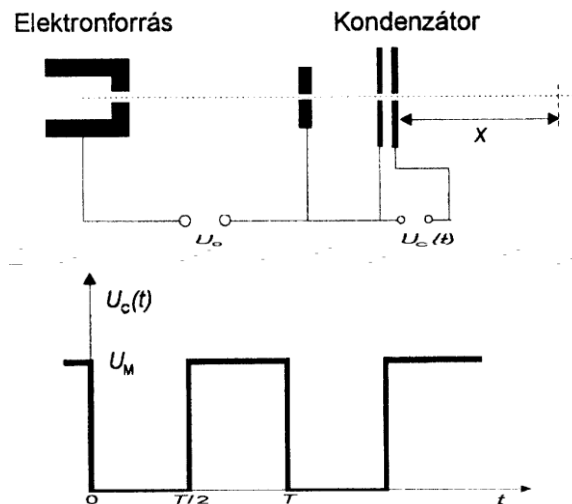 Elektronforrás Kondenzátor
x
U₀ U_C(t)
U_C(t)
U_M
0 T/2 T t